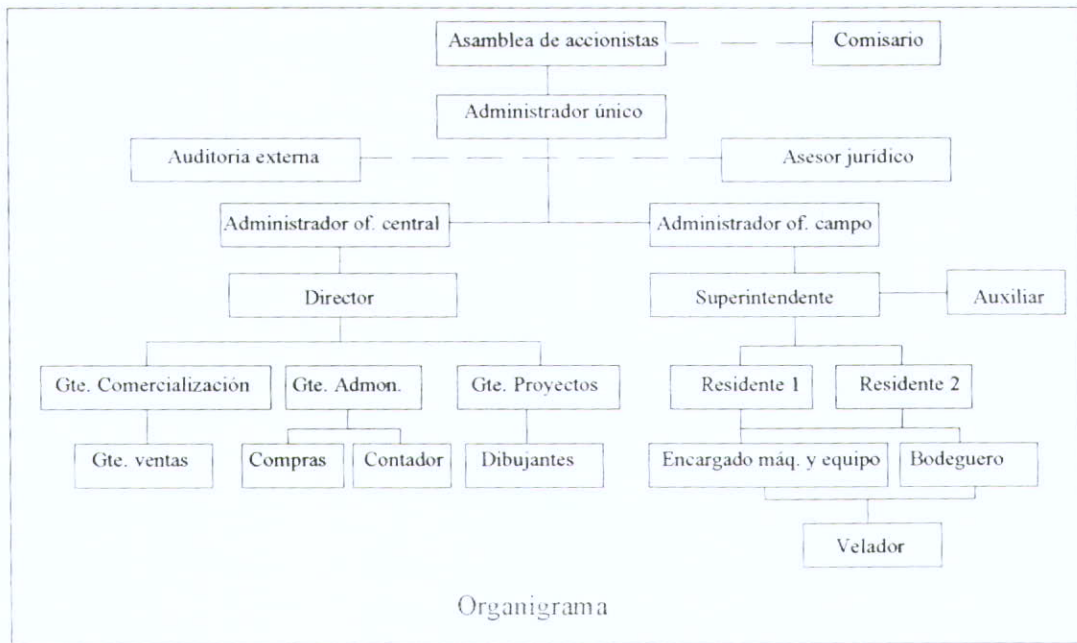 Asamblea de accionistas
Comisario
Administrador único
Auditoria externa
Asesor jurídico
Administrador of. central
Administrador of. campo
Director
Superintendente
Auxiliar
Gte. Comercialización
Gte. Admon.
Gte. Proyectos
Residente 1
Residente 2
Gte. ventas
Compras
Contador
Dibujantes
Encargado máq. y equipo
Bodeguero
Velador
Organigrama